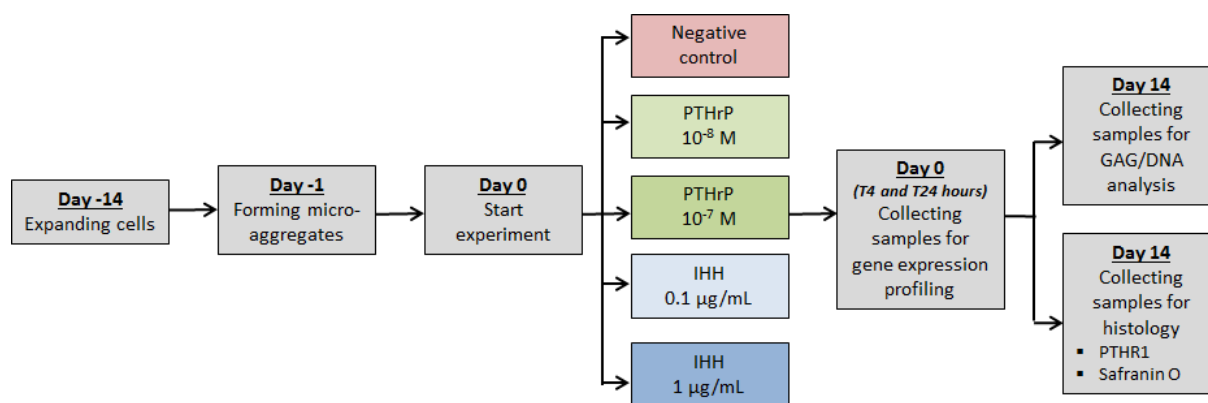 Day -14
Expanding cells
Day -1
Forming micro-
aggregates
Day 0
Start
experiment
Negative
control
PTHrP
10⁻⁸ M
PTHrP
10⁻⁷ M
IHH
0.1 µg/mL
IHH
1 µg/mL
Day 0
(T4 and T24 hours)
Collecting
samples for
gene expression
profiling
Day 14
Collecting
samples for
GAG/DNA
analysis
Day 14
Collecting
samples for
histology
▪ PTHR1
▪ Safranin O